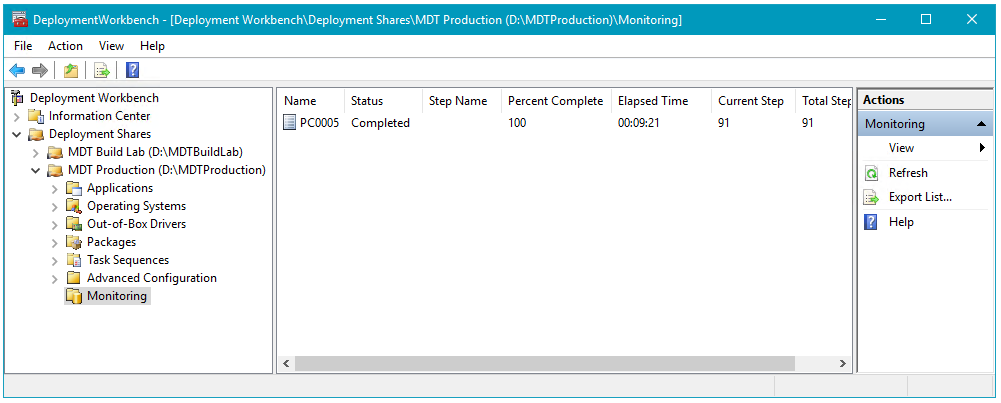 DeploymentWorkbench - [Deployment Workbench\Deployment Shares\MDT Production (D:\MDTProduction)\Monitoring]
File Action View Help
Deployment Workbench
Information Center
Deployment Shares
MDT Build Lab (D:\MDTBuildLab)
MDT Production (D:\MDTProduction)
Applications
Operating Systems
Out-of-Box Drivers
Packages
Task Sequences
Advanced Configuration
Monitoring
Name Status Step Name Percent Complete Elapsed Time Current Step Total Step
PC0005 Completed 100 00:09:21 91 91
Actions
Monitoring
View
Refresh
Export List...
Help